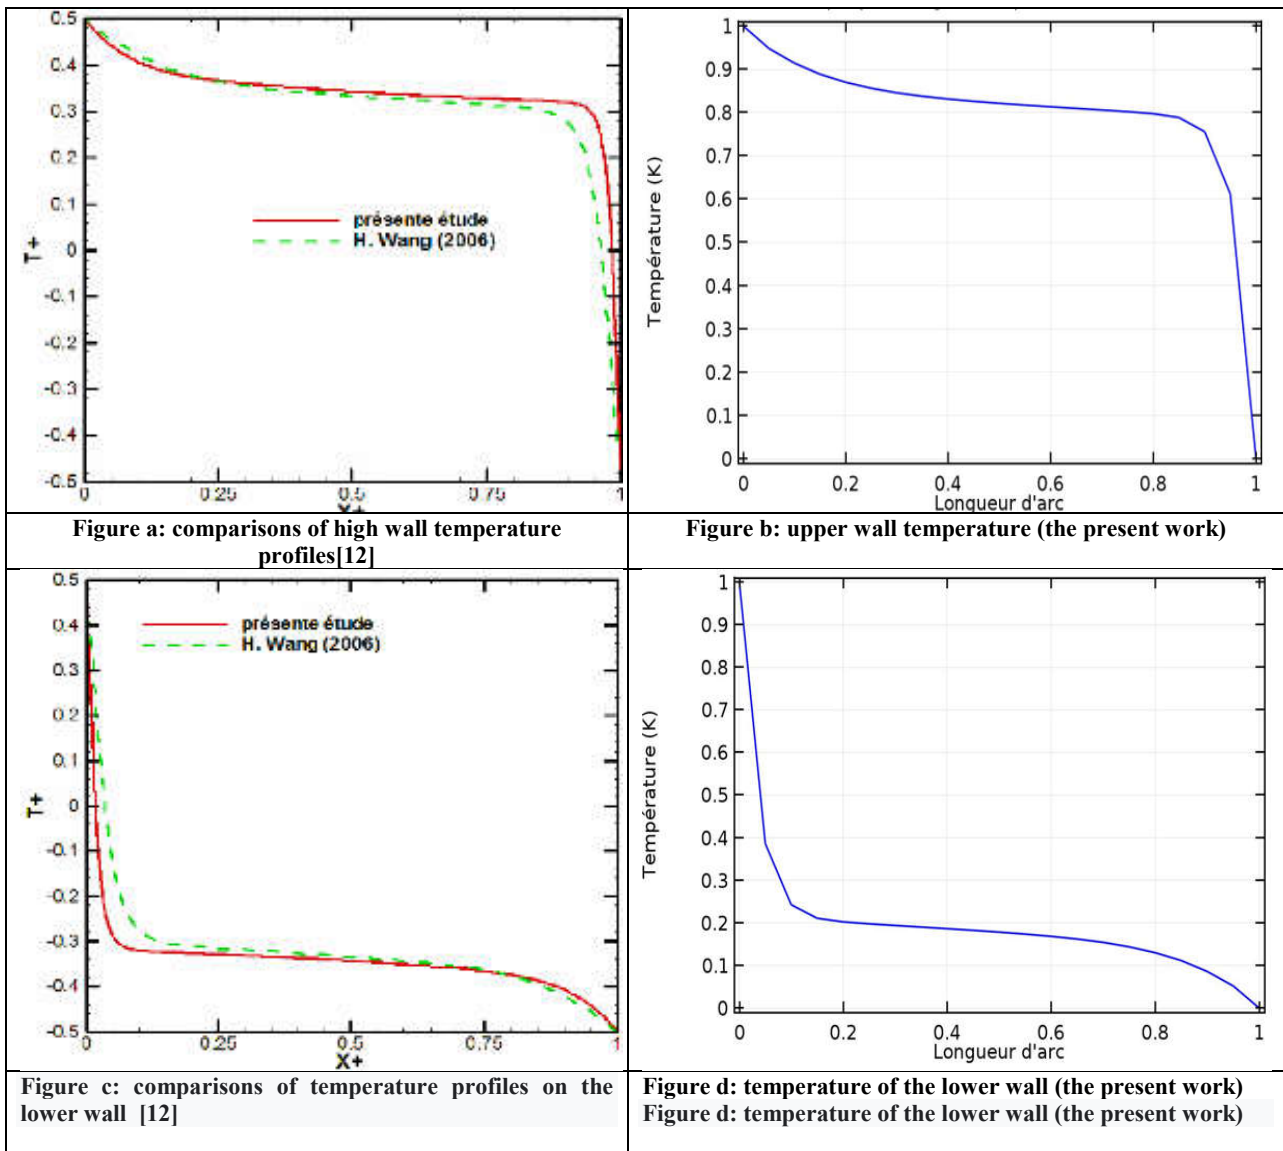 0.5
0.4
0.3
0.2
0.1
0
-0.1
-0.2
-0.3
-0.4
-0.5
T+
présente étude
H. Wang (2006)
0 0.25 0.5 0.75 1
X+
1
0.9
0.8
0.7
0.6
0.5
0.4
0.3
0.2
0.1
0
Température (K)
0 0.2 0.4 0.6 0.8 1
Longueur d'arc
Figure a: comparisons of high wall temperature
profiles[12]
Figure b: upper wall temperature (the present work)
0.5
0.4
0.3
0.2
0.1
0
-0.1
-0.2
-0.3
-0.4
-0.5
T+
présente étude
H. Wang (2006)
0 0.25 0.5 0.75 1
X+
1
0.9
0.8
0.7
0.6
0.5
0.4
0.3
0.2
0.1
0
Température (K)
0 0.2 0.4 0.6 0.8 1
Longueur d'arc
Figure c: comparisons of temperature profiles on the
lower wall [12]
Figure d: temperature of the lower wall (the present work)
Figure d: temperature of the lower wall (the present work)